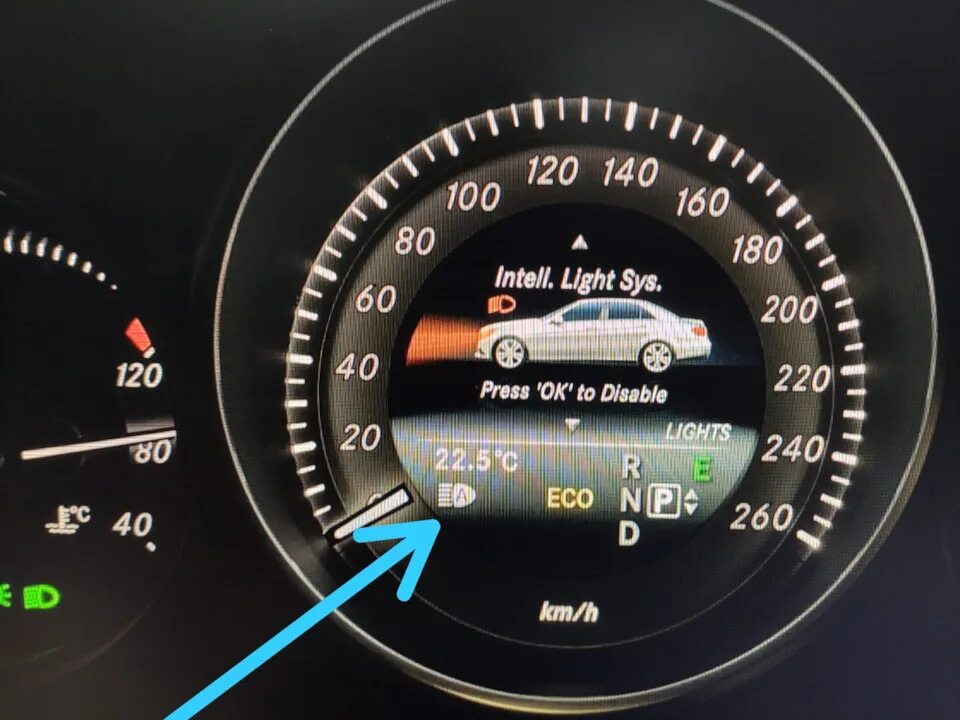 120
80
°C
40
20
40
60
80
100
120
140
160
180
200
220
240
260
Intell. Light Sys.
Press 'OK' to Disable
LIGHTS
22.5°C
R
E
A
ECO
N
P
D
km/h